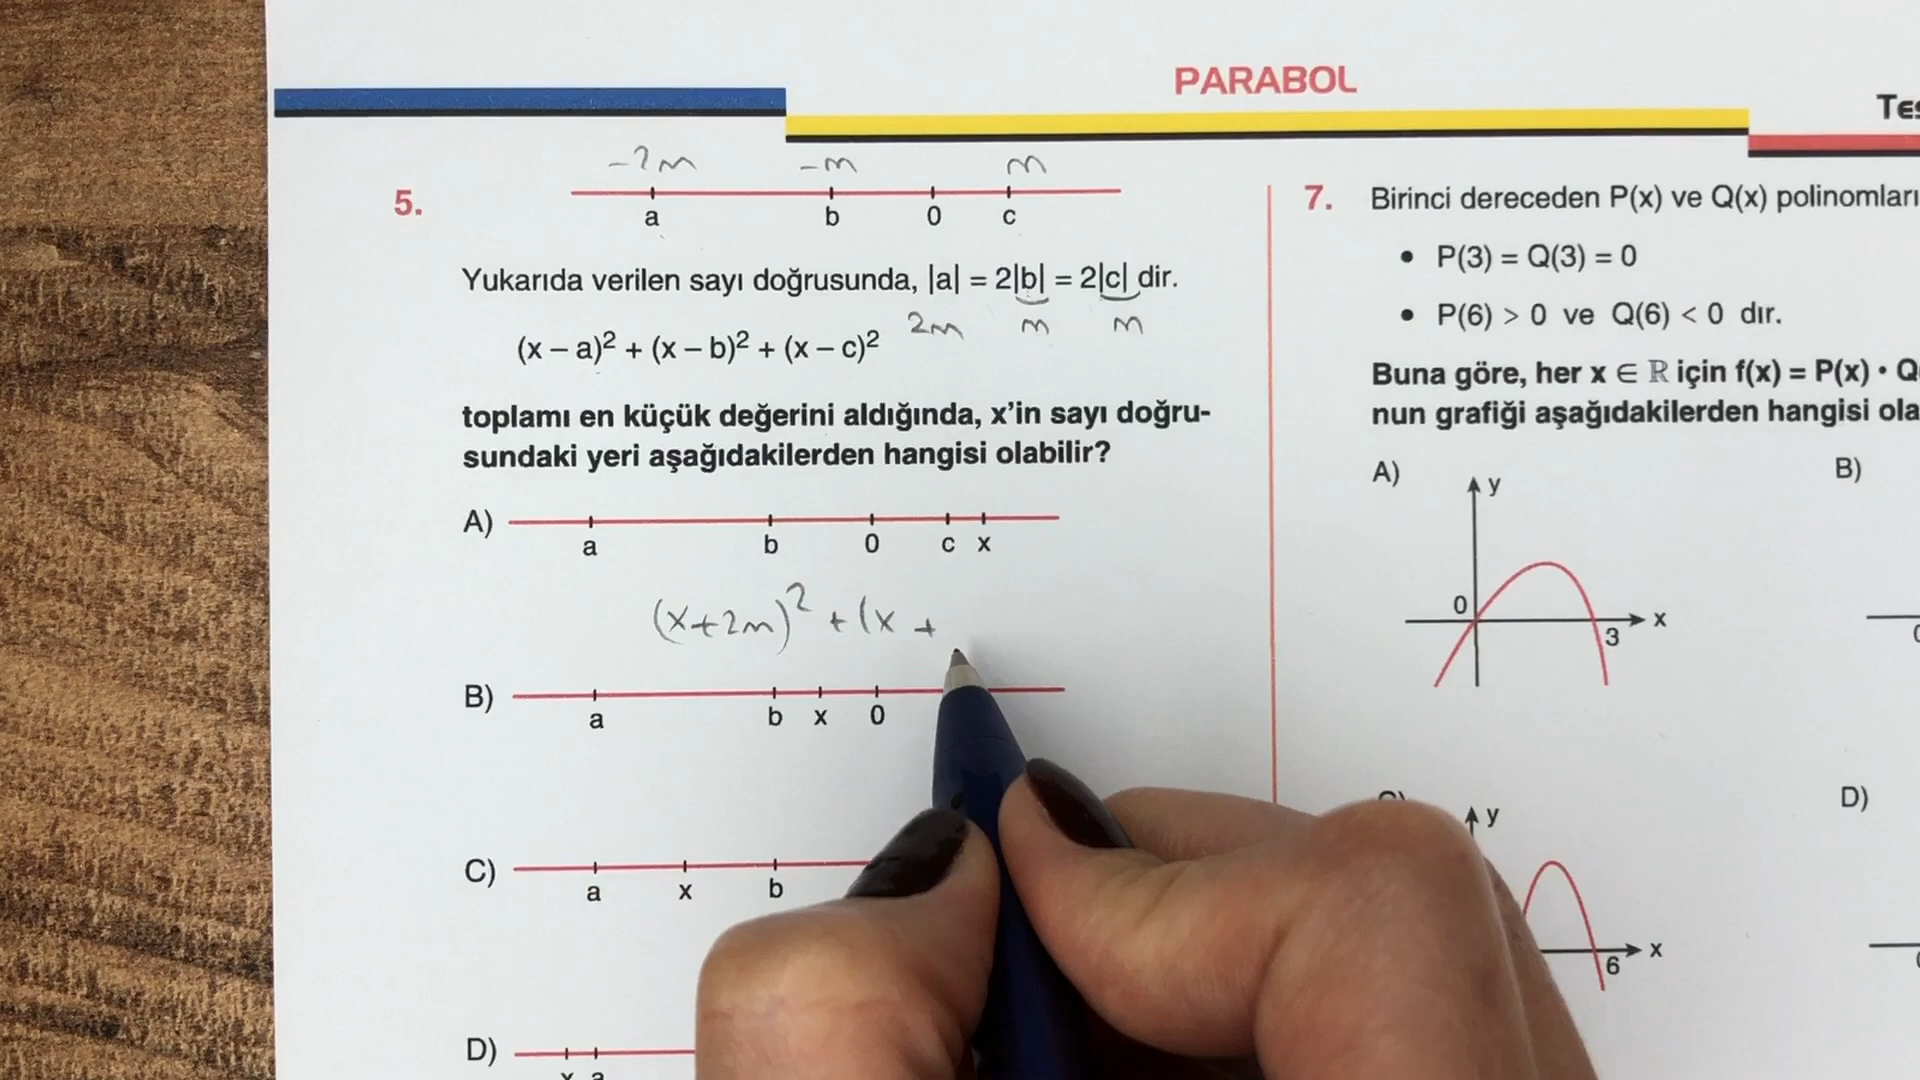 PARABOL
Tes
-2m -m m
5.
a b 0 c
Yukarıda verilen sayı doğrusunda, |a| = 2|b| = 2|c| dir.
2m m m
(x – a)2 + (x – b)2 + (x – c)2
toplamı en küçük değerini aldığında, x’in sayı doğru-
sundaki yeri aşağıdakilerden hangisi olabilir?
A)
a b 0 c x
(x+2m)2 + (x +
B)
a b x 0
C)
a x b
D)
x a
7. Birinci dereceden P(x) ve Q(x) polinomları
• P(3) = Q(3) = 0
• P(6) > 0 ve Q(6) < 0 dır.
Buna göre, her x ∈ ℝ için f(x) = P(x) • Q
nun grafiği aşağıdakilerden hangisi ola
A) y B)
0 3 x
y D)
6 x